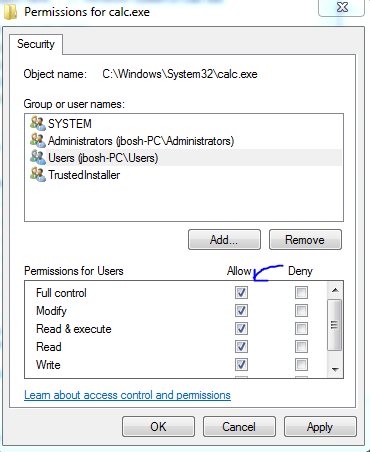 Permissions for calc.exe
Security
Object name: C:\Windows\System32\calc.exe
Group or user names:
SYSTEM
Administrators (jbosh-PC\Administrators)
Users (jbosh-PC\Users)
TrustedInstaller
Add... Remove
Permissions for Users Allow Deny
Full control
Modify
Read & execute
Read
Write
Learn about access control and permissions
OK Cancel Apply